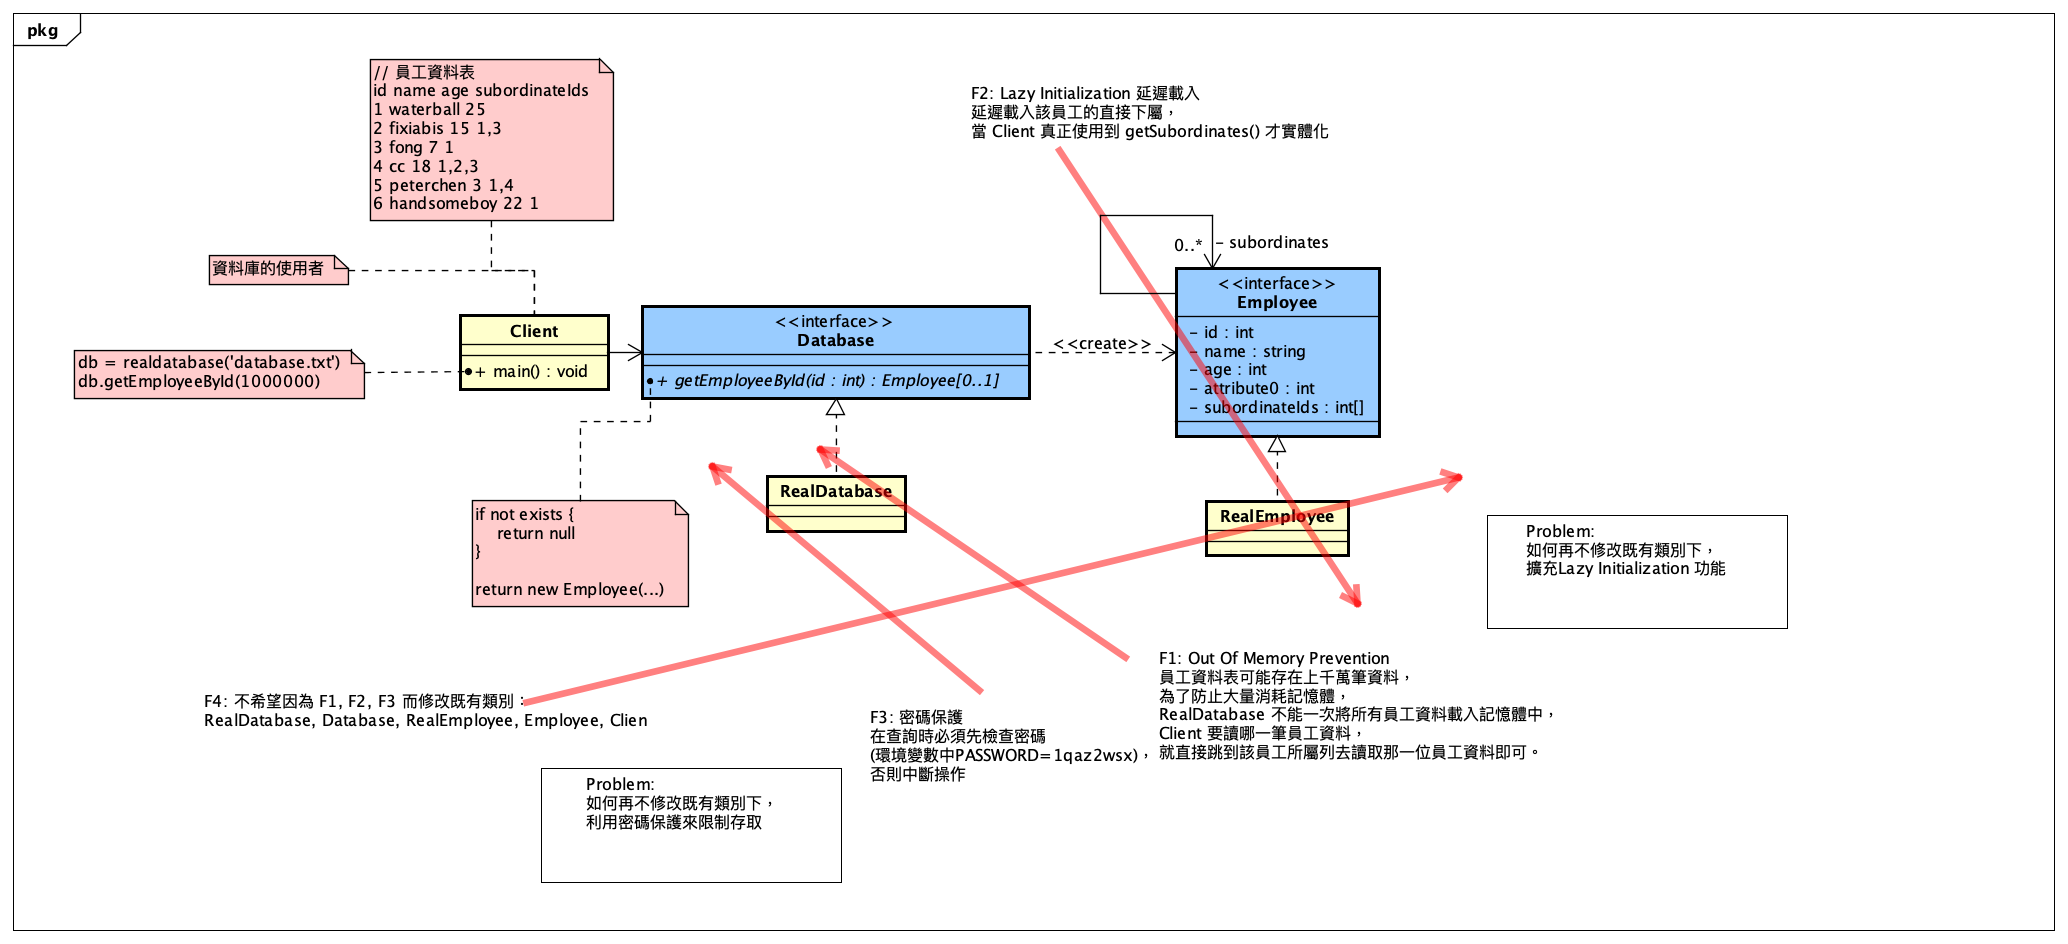 pkg
// 員工資料表
id name age subordinateIds
1 waterball 25
2 fixiabis 15 1,3
3 fong 7 1
4 cc 18 1,2,3
5 peterchen 3 1,4
6 handsomeboy 22 1
F2: Lazy Initialization 延遲載入
延遲載入該員工的直接下屬，
當 Client 真正使用到 getSubordinates() 才實體化
資料庫的使用者
0..*
- subordinates
<<interface>>
Employee
- id : int
- name : string
- age : int
- attribute0 : int
- subordinateIds : int[]
Client
+ main() : void
<<interface>>
Database
+ getEmployeeById(id : int) : Employee[0..1]
<<create>>
db = realdatabase('database.txt')
db.getEmployeeById(1000000)
RealDatabase
RealEmployee
if not exists {
return null
}
return new Employee(...)
Problem:
如何再不修改既有類別下，
擴充Lazy Initialization 功能
F1: Out Of Memory Prevention
員工資料表可能存在上千萬筆資料，
為了防止大量消耗記憶體，
RealDatabase 不能一次將所有員工資料載入記憶體中，
Client 要讀哪一筆員工資料，
就直接跳到該員工所屬列去讀取那一位員工資料即可。
F4: 不希望因為 F1, F2, F3 而修改既有類別：
RealDatabase, Database, RealEmployee, Employee, Clien
F3: 密碼保護
在查詢時必須先檢查密碼
(環境變數中PASSWORD=1qaz2wsx)，
否則中斷操作
Problem:
如何再不修改既有類別下，
利用密碼保護來限制存取